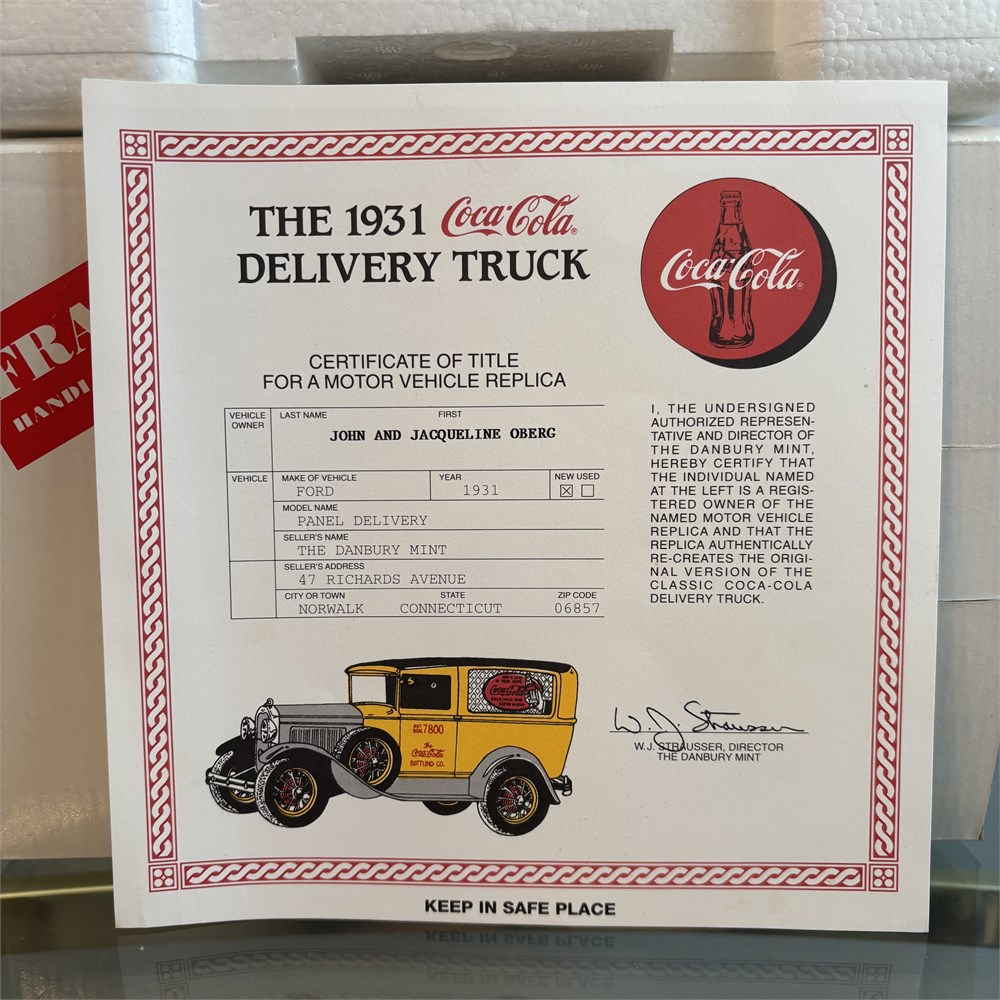 THE 1931 Coca-Cola
DELIVERY TRUCK
Coca-Cola
CERTIFICATE OF TITLE
FOR A MOTOR VEHICLE REPLICA
VEHICLE OWNER LAST NAME FIRST
JOHN AND JACQUELINE OBERG
VEHICLE MAKE OF VEHICLE YEAR NEW USED
FORD 1931 ☒ ☐
MODEL NAME
PANEL DELIVERY
SELLER'S NAME
THE DANBURY MINT
SELLER'S ADDRESS
47 RICHARDS AVENUE
CITY OR TOWN STATE ZIP CODE
NORWALK CONNECTICUT 06857
I, THE UNDERSIGNED
AUTHORIZED REPRESEN-
TATIVE AND DIRECTOR OF
THE DANBURY MINT,
HEREBY CERTIFY THAT
THE INDIVIDUAL NAMED
AT THE LEFT IS A REGIS-
TERED OWNER OF THE
NAMED MOTOR VEHICLE
REPLICA AND THAT THE
REPLICA AUTHENTICALLY
RE-CREATES THE ORIGI-
NAL VERSION OF THE
CLASSIC COCA-COLA
DELIVERY TRUCK.
Coca-Cola
7800
The
Coca-Cola
BOTTLING CO.
W. J. Strausser
W.J. STRAUSSER, DIRECTOR
THE DANBURY MINT
KEEP IN SAFE PLACE
FRA
HANDL